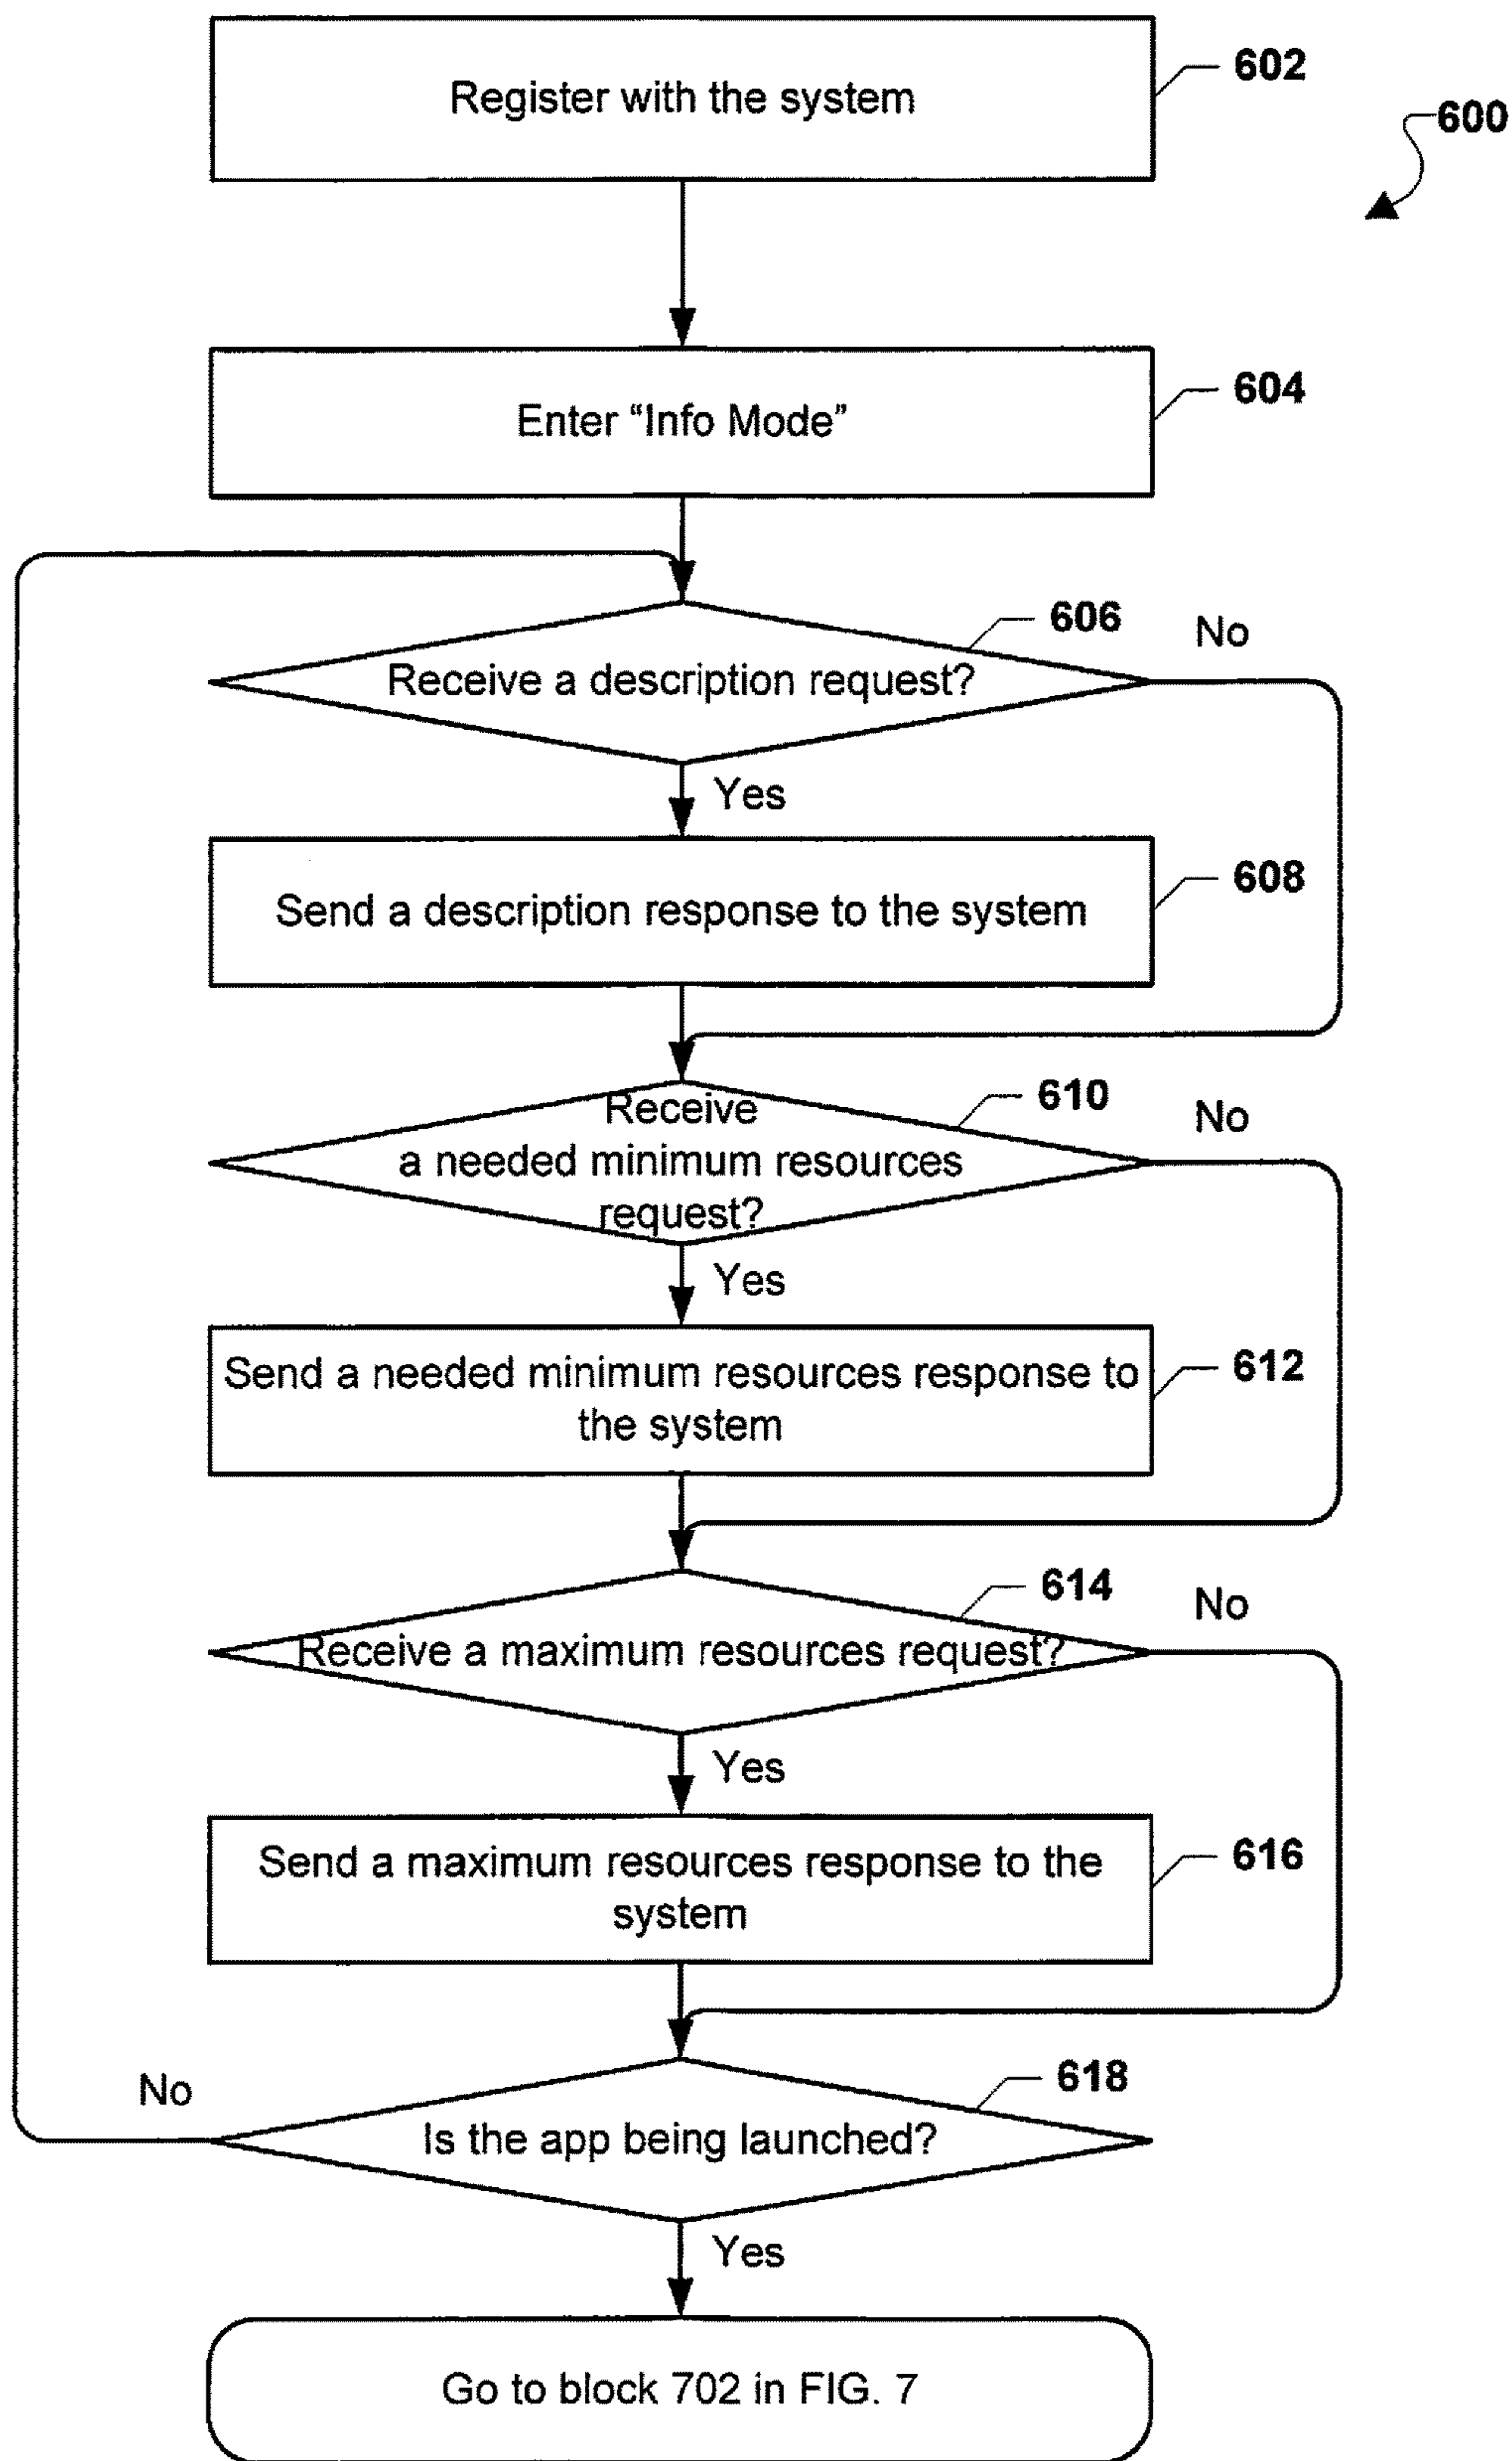 Register with the system
602
600
Enter “Info Mode”
604
606
No
Receive a description request?
Yes
Send a description response to the system
608
610
No
Receive
a needed minimum resources
request?
Yes
Send a needed minimum resources response to
the system
612
614
No
Receive a maximum resources request?
Yes
Send a maximum resources response to the
system
616
618
No
Is the app being launched?
Yes
Go to block 702 in FIG. 7